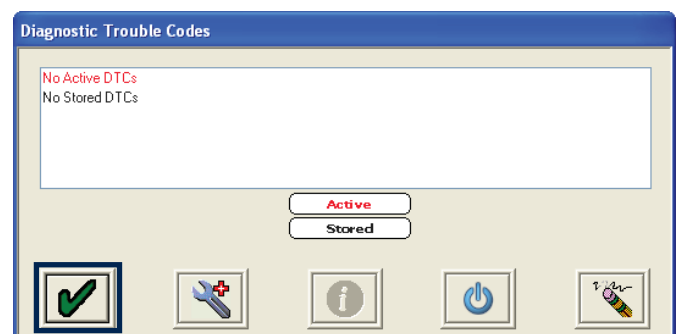 Diagnostic Trouble Codes
No Active DTCs
No Stored DTCs
Active
Stored